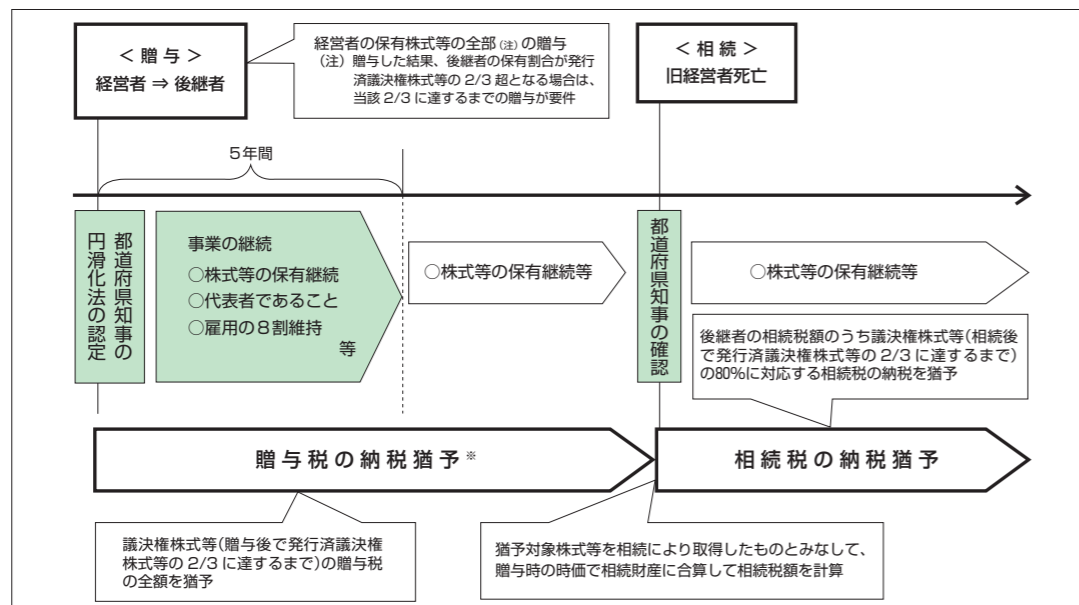 ＜ 贈 与 ＞
経営者 ⇒ 後継者
経営者の保有株式等の全部 (注) の贈与
（注）贈与した結果、後継者の保有割合が発行
済議決権株式等の 2/3 超となる場合は、
当該 2/3 に達するまでの贈与が要件
＜ 相 続 ＞
旧経営者死亡
５年間
都道府県知事の
円滑化法の認定
事業の継続
○株式等の保有継続
○代表者であること
○雇用の８割維持
等
○株式等の保有継続等
都道府県知事の確認
○株式等の保有継続等
後継者の相続税額のうち議決権株式等(相続後
で発行済議決権株式等の 2/3 に達するまで)
の80%に対応する相続税の納税を猶予
贈 与 税 の 納 税 猶 予 ※
相 続 税 の 納 税 猶 予
議決権株式等(贈与後で発行済議決権
株式等の 2/3 に達するまで)の贈与税
の全額を猶予
猶予対象株式等を相続により取得したものとみなして、
贈与時の時価で相続財産に合算して相続税額を計算